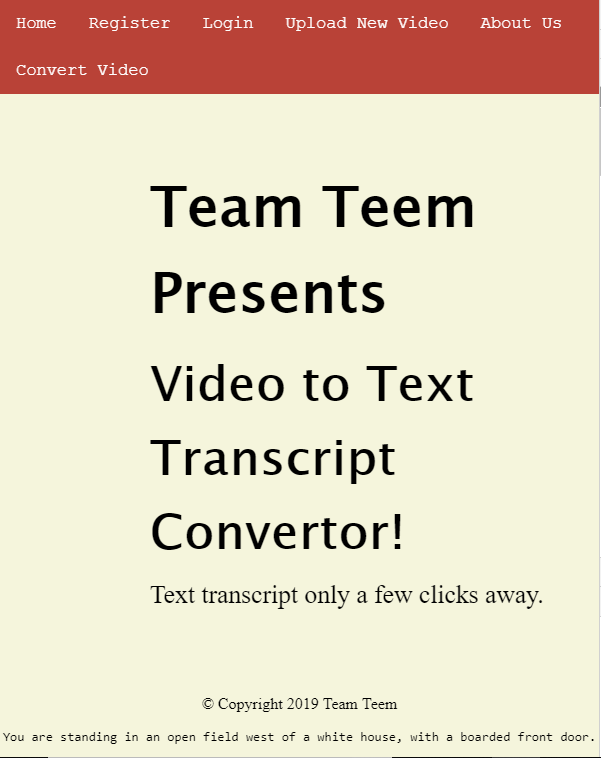 Home Register Login Upload New Video About Us
Convert Video
Team Teem
Presents
Video to Text
Transcript
Convertor!
Text transcript only a few clicks away.
© Copyright 2019 Team Teem
You are standing in an open field west of a white house, with a boarded front door.